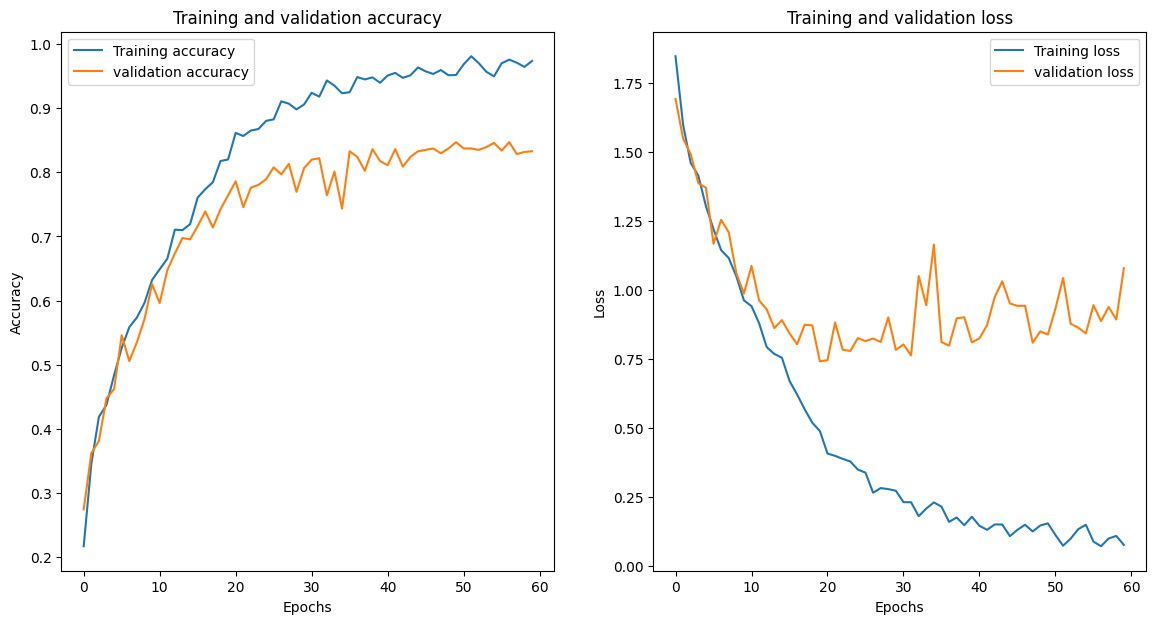 Training and validation accuracy
Training accuracy
validation accuracy
1.0
0.9
0.8
0.7
0.6
0.5
0.4
0.3
0.2
Accuracy
0 10 20 30 40 50 60
Epochs
Training and validation loss
Training loss
validation loss
1.75
1.50
1.25
1.00
0.75
0.50
0.25
0.00
Loss
0 10 20 30 40 50 60
Epochs